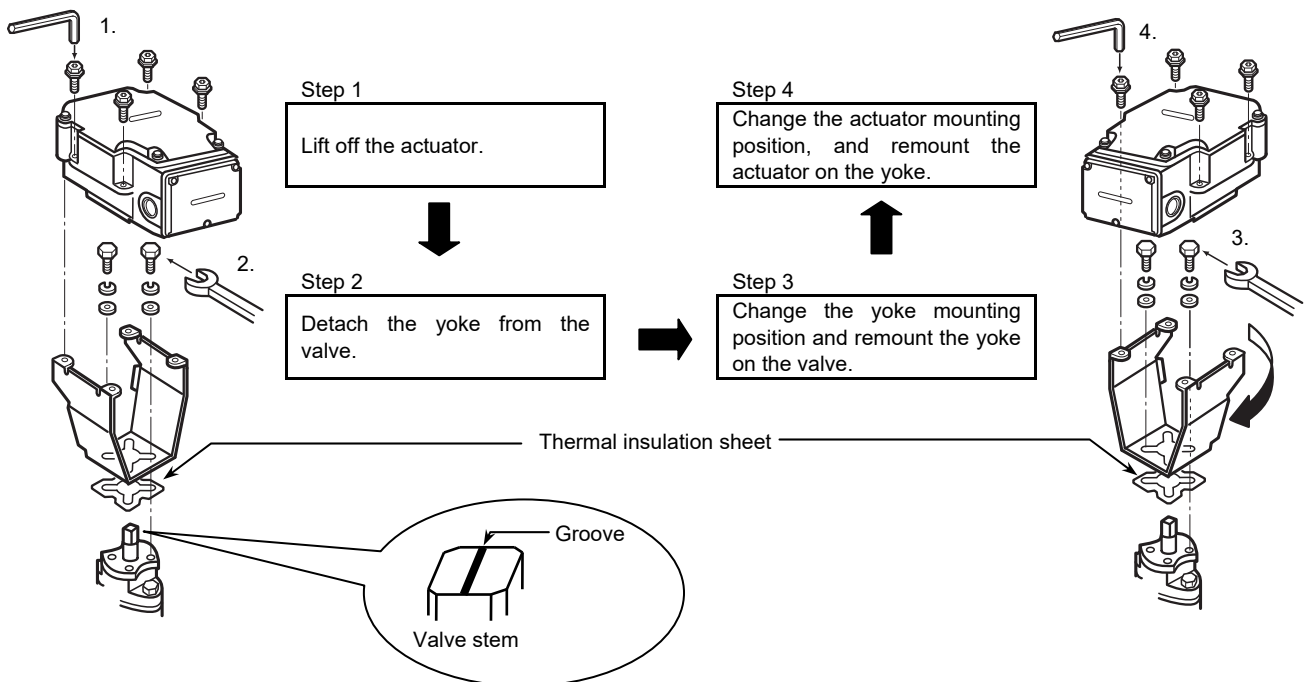 1.
Step 1
Lift off the actuator.
2.
Step 2
Detach the yoke from the
valve.
Step 3
Change the yoke mounting
position and remount the yoke
on the valve.
3.
Step 4
Change the actuator mounting
position, and remount the
actuator on the yoke.
4.
Thermal insulation sheet
Groove
Valve stem